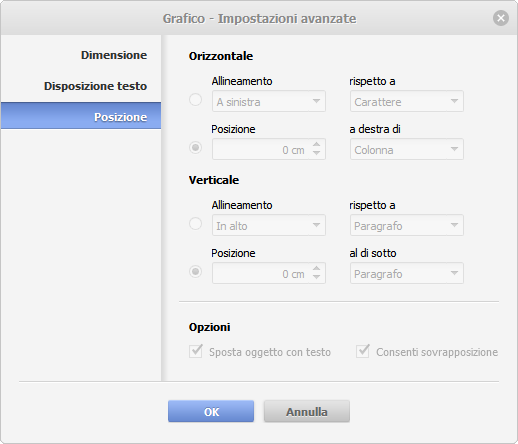 Grafico - Impostazioni avanzate
Dimensione
Disposizione testo
Posizione
Orizzontale
Allineamento rispetto a
A sinistra Carattere
Posizione a destra di
0 cm Colonna
Verticale
Allineamento rispetto a
In alto Paragrafo
Posizione al di sotto
0 cm Paragrafo
Opzioni
Sposta oggetto con testo Consenti sovrapposizione
OK Annulla